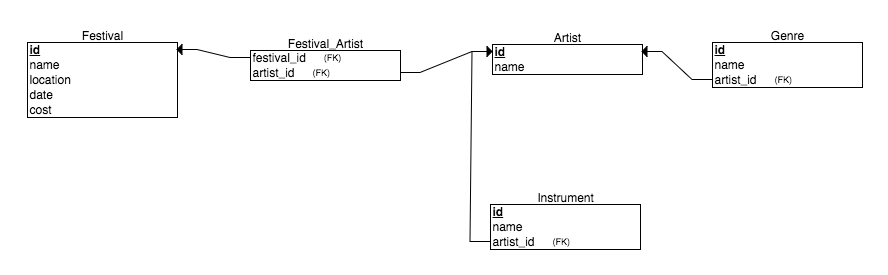 Festival
id
name
location
date
cost
Festival_Artist
festival_id (FK)
artist_id (FK)
Artist
id
name
Genre
id
name
artist_id (FK)
Instrument
id
name
artist_id (FK)